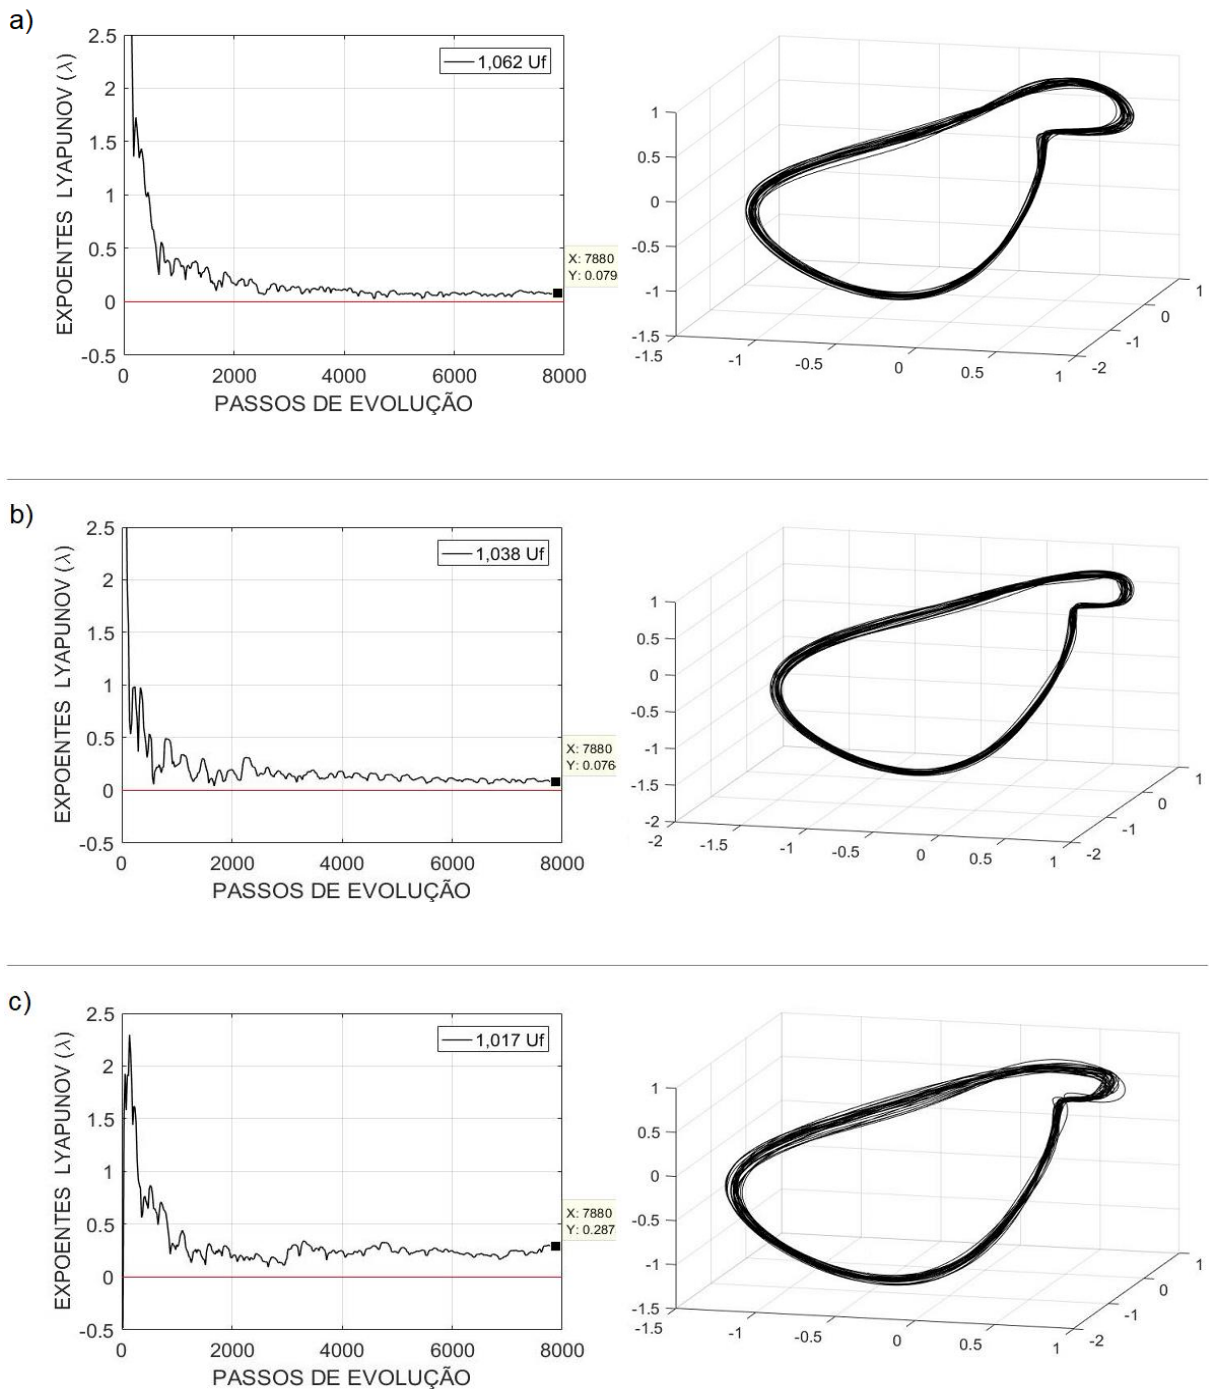 a)
EXPOENTES LYAPUNOV (λ)
2.5
2
1.5
1
0.5
0
-0.5
1,062 Uf
X: 7880
Y: 0.079
0 2000 4000 6000 8000
PASSOS DE EVOLUÇÃO
1
0.5
0
-0.5
-1
-1.5
-1.5 -1 -0.5 0 0.5 1
-2 -1 0 1
b)
EXPOENTES LYAPUNOV (λ)
2.5
2
1.5
1
0.5
0
-0.5
1,038 Uf
X: 7880
Y: 0.076
0 2000 4000 6000 8000
PASSOS DE EVOLUÇÃO
1
0.5
0
-0.5
-1
-1.5
-2
-2 -1.5 -1 -0.5 0 0.5 1
-2 -1 0 1
c)
EXPOENTES LYAPUNOV (λ)
2.5
2
1.5
1
0.5
0
-0.5
1,017 Uf
X: 7880
Y: 0.287
0 2000 4000 6000 8000
PASSOS DE EVOLUÇÃO
1
0.5
0
-0.5
-1
-1.5
-1.5 -1 -0.5 0 0.5 1
-2 -1 0 1